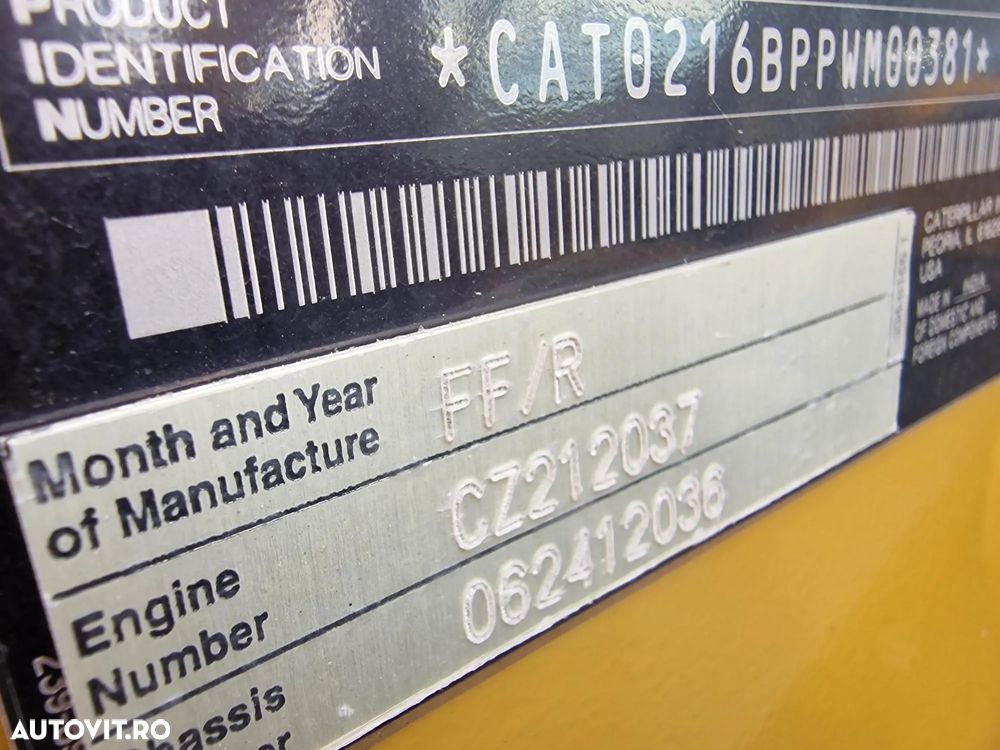 PRODUCT
IDENTIFICATION
NUMBER
*CAT0216BPPWM00381*
CATERPILLAR
PEORIA, IL
USA
MADE IN INDIA
OF DOMESTIC AND
FOREIGN COMPONENTS
Month and Year
of Manufacture
FF/R
Engine
Number
CZ212037
062412036
AUTOVIT.RO